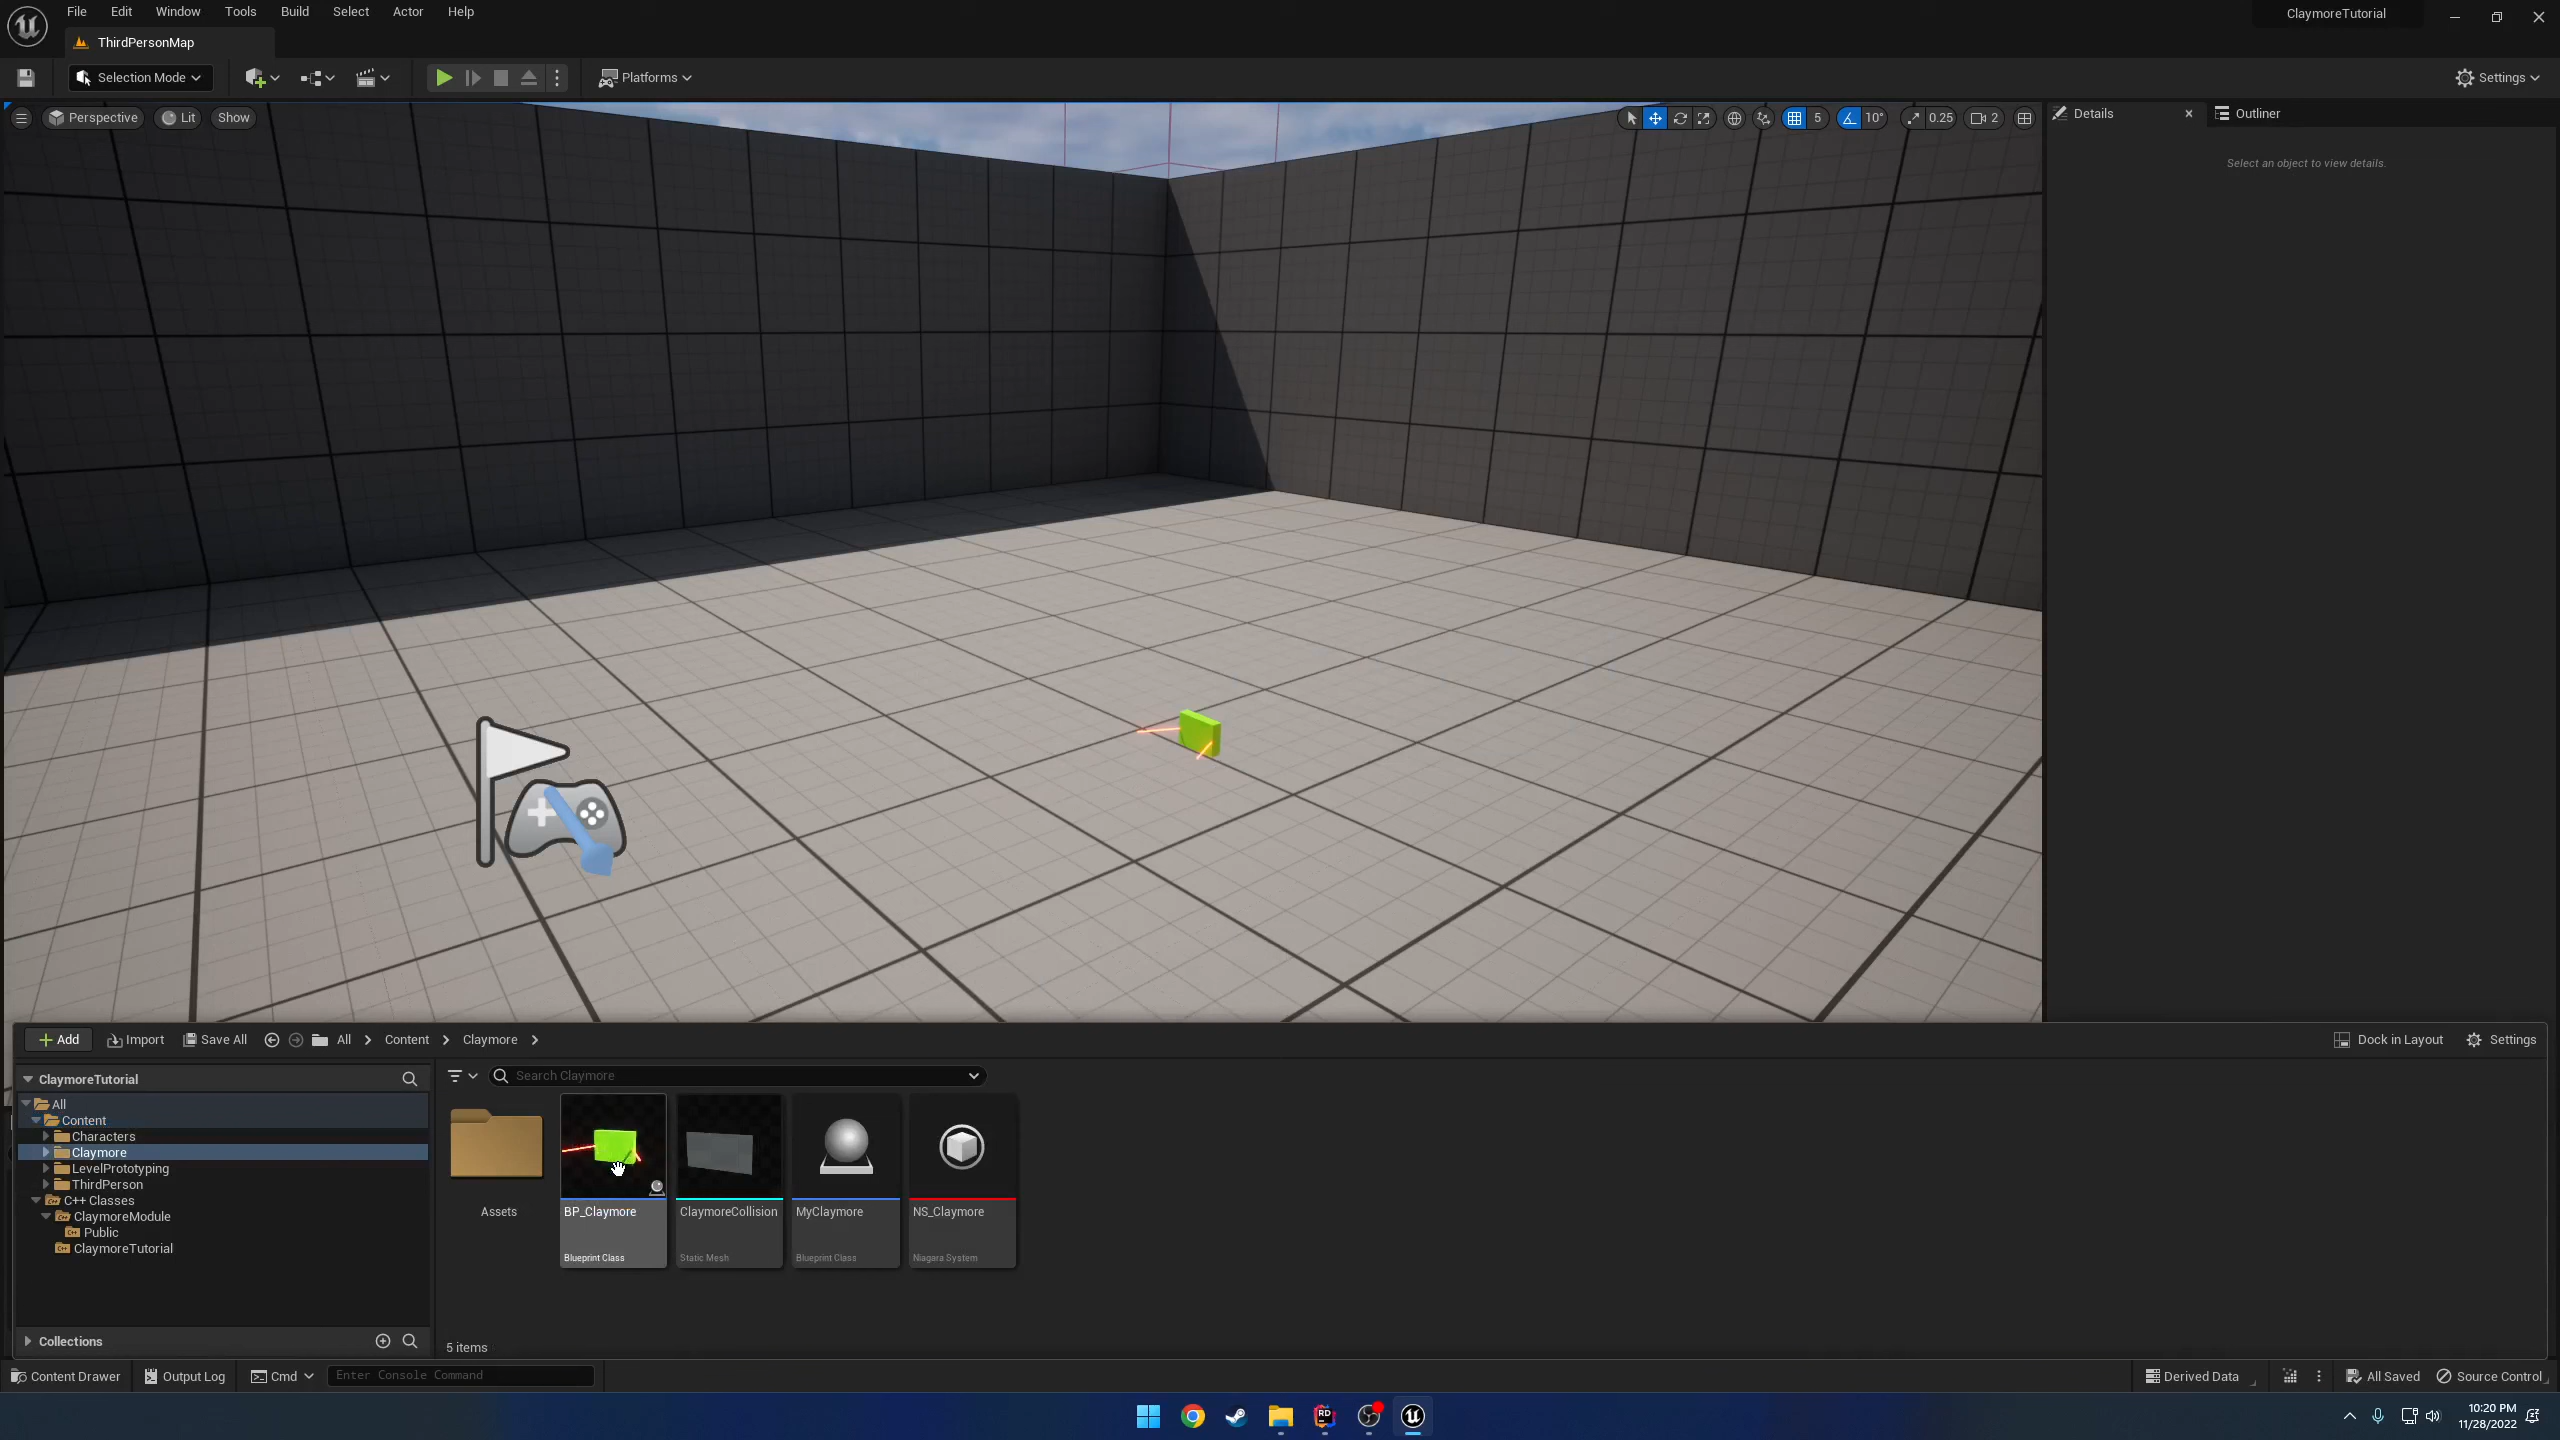 File Edit Window Tools Build Select Actor Help
ClaymoreTutorial
ThirdPersonMap
Selection Mode
Platforms
Settings
Perspective Lit Show
5 10° 0.25 2
Details
Outliner
Select an object to view details.
Add Import Save All All Content Claymore
Dock in Layout Settings
ClaymoreTutorial
Search Claymore
All
Content
Characters
Claymore
LevelPrototyping
ThirdPerson
C++ Classes
ClaymoreModule
Public
ClaymoreTutorial
Assets
BP_Claymore
Blueprint Class
ClaymoreCollision
Static Mesh
MyClaymore
Blueprint Class
NS_Claymore
Niagara System
Collections
5 items
Content Drawer Output Log Cmd Enter Console Command
Derived Data All Saved Source Control
RD
10:20 PM
11/28/2022